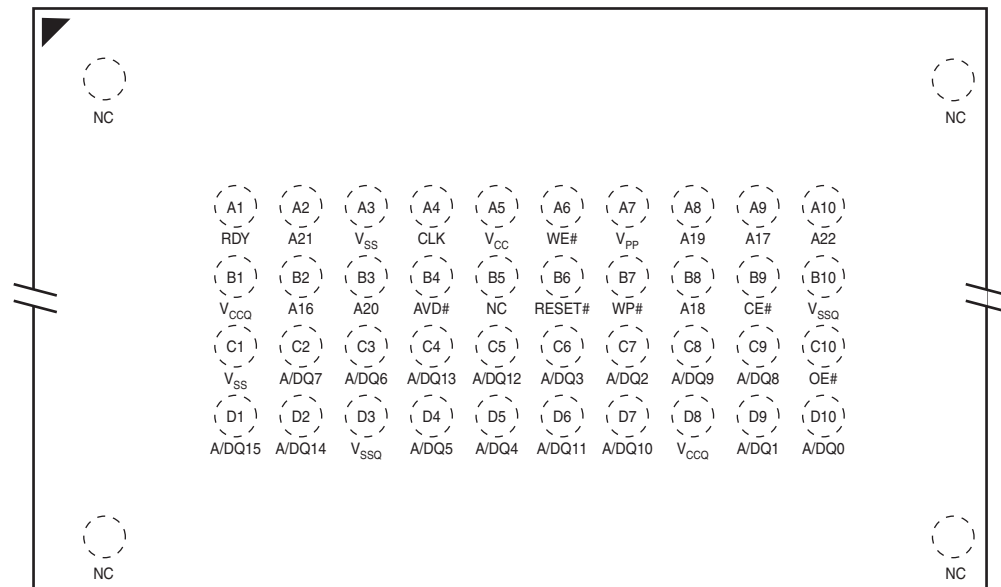 NC NC
A1 A2 A3 A4 A5 A6 A7 A8 A9 A10
RDY A21 VSS CLK VCC WE# VPP A19 A17 A22
B1 B2 B3 B4 B5 B6 B7 B8 B9 B10
VCCQ A16 A20 AVD# NC RESET# WP# A18 CE# VSSQ
C1 C2 C3 C4 C5 C6 C7 C8 C9 C10
VSS A/DQ7 A/DQ6 A/DQ13 A/DQ12 A/DQ3 A/DQ2 A/DQ9 A/DQ8 OE#
D1 D2 D3 D4 D5 D6 D7 D8 D9 D10
A/DQ15 A/DQ14 VSSQ A/DQ5 A/DQ4 A/DQ11 A/DQ10 VCCQ A/DQ1 A/DQ0
NC NC